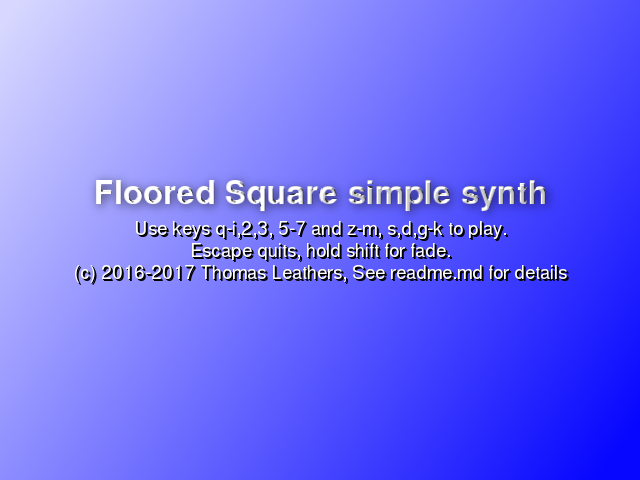 Floored Square simple synth
Use keys q-i,2,3, 5-7 and z-m, s,d,g-k to play.
Escape quits, hold shift for fade.
(c) 2016-2017 Thomas Leathers, See readme.md for details